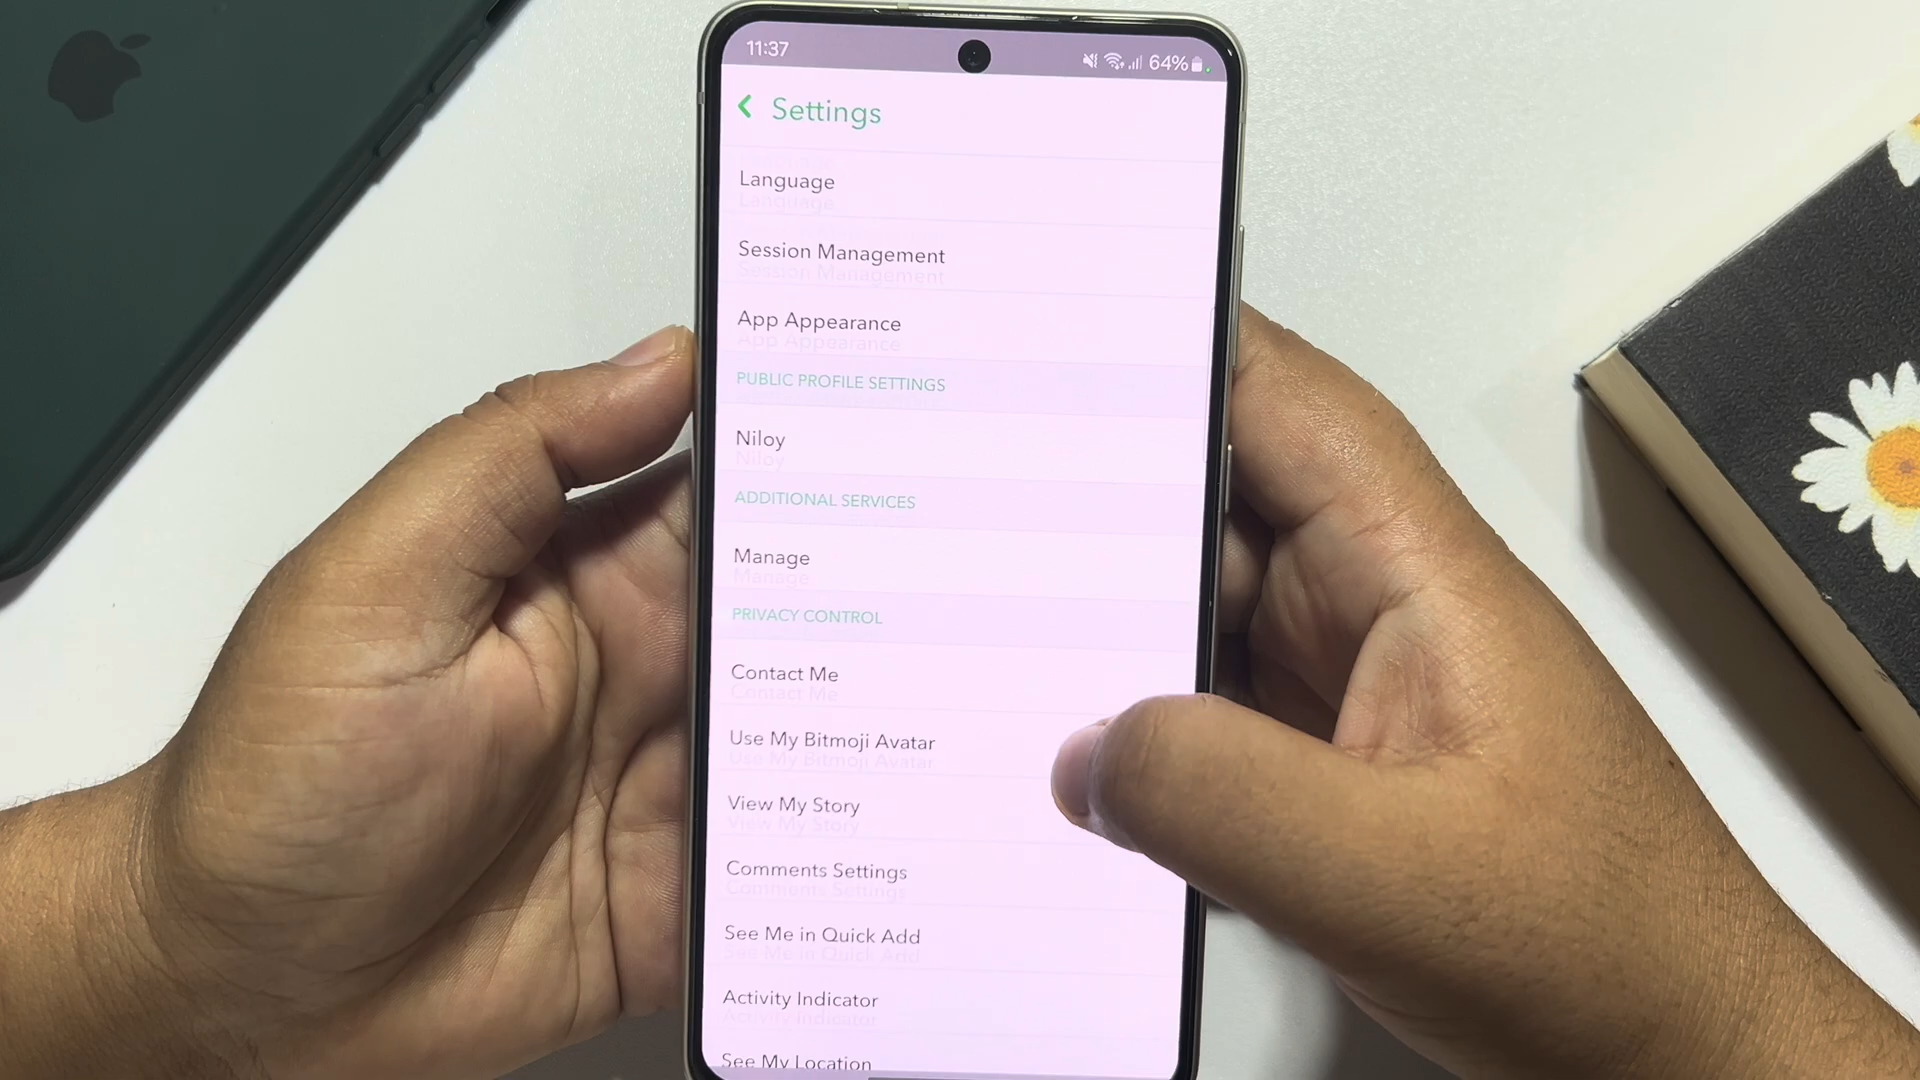 11:37
64%
Settings
Language
Session Management
App Appearance
PUBLIC PROFILE SETTINGS
Niloy
ADDITIONAL SERVICES
Manage
PRIVACY CONTROL
Contact Me
Use My Bitmoji Avatar
View My Story
Comments Settings
See Me in Quick Add
Activity Indicator
See My Location